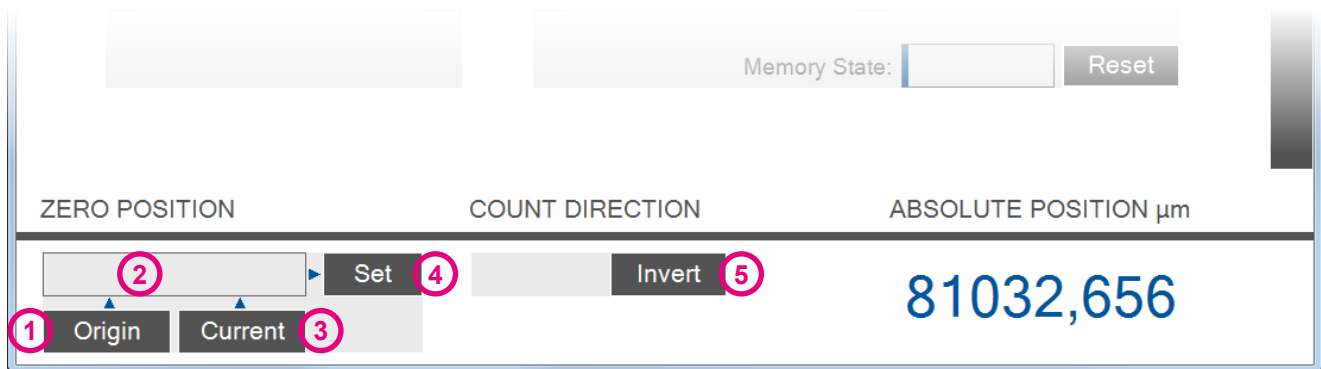 Memory State: Reset
ZERO POSITION COUNT DIRECTION ABSOLUTE POSITION µm
2 Set 4 Invert 5 81032,656
1 Origin Current 3